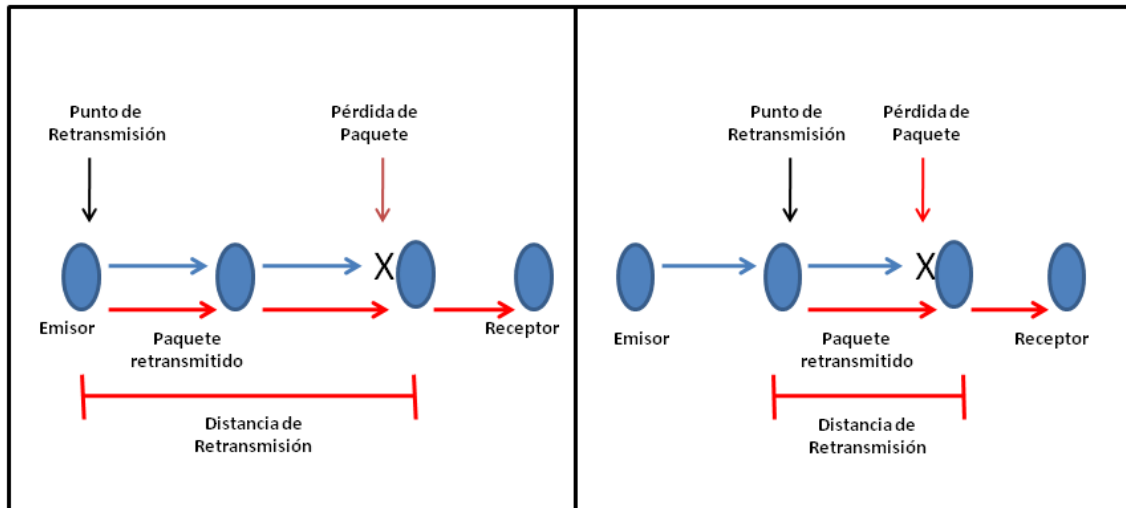 Punto de
Retransmisión
Pérdida de
Paquete
X
Emisor
Receptor
Paquete
retransmitido
Distancia de
Retransmisión
Punto de
Retransmisión
Pérdida de
Paquete
X
Emisor
Receptor
Paquete
retransmitido
Distancia de
Retransmisión